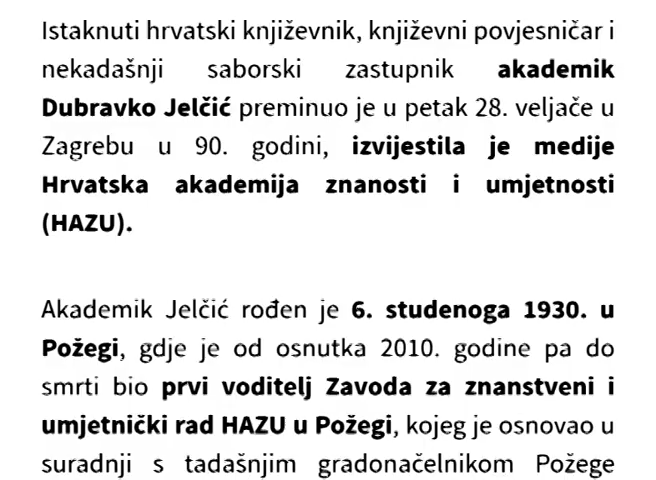 Istaknuti hrvatski književnik, književni povjesničar i
nekadašnji saborski zastupnik akademik
Dubravko Jelčić preminuo je u petak 28. veljače u
Zagrebu u 90. godini, izvijestila je medije
Hrvatska akademija znanosti i umjetnosti
(HAZU).
Akademik Jelčić rođen je 6. studenoga 1930. u
Požegi, gdje je od osnutka 2010. godine pa do
smrti bio prvi voditelj Zavoda za znanstveni i
umjetnički rad HAZU u Požegi, kojeg je osnovao u
suradnji s tadašnjim gradonačelnikom Požege